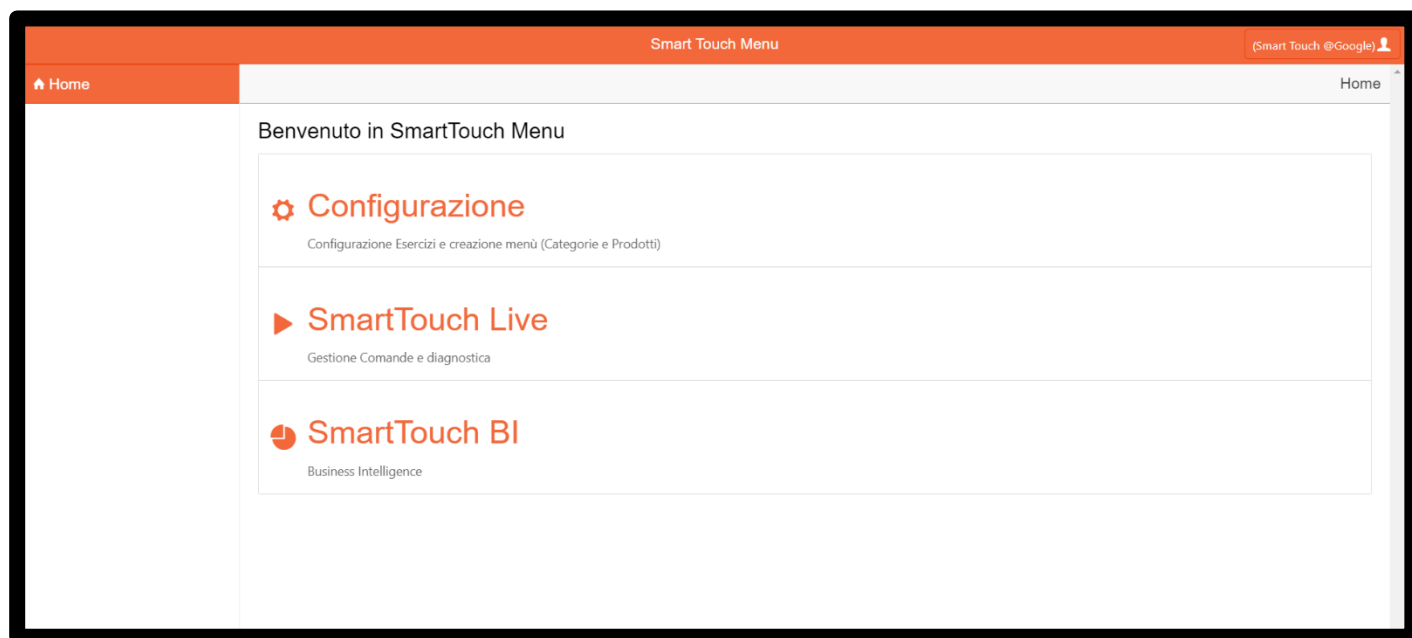 Smart Touch Menu
(Smart Touch @Google)
Home
Home
Benvenuto in SmartTouch Menu
Configurazione
Configurazione Esercizi e creazione menù (Categorie e Prodotti)
SmartTouch Live
Gestione Comande e diagnostica
SmartTouch BI
Business Intelligence